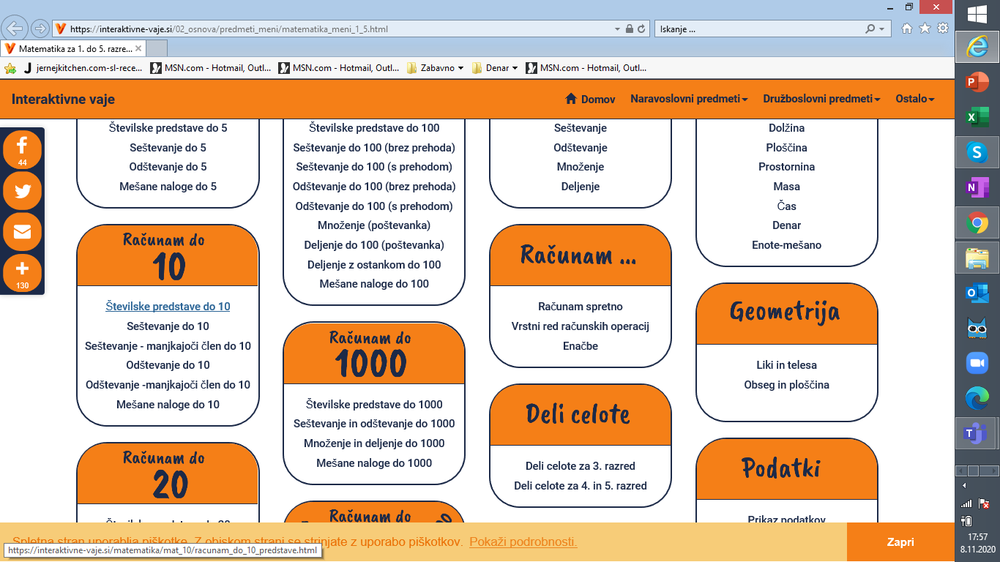 https://interaktivne-vaje.si/02_osnova/predmeti_meni/matematika_meni_1_5.html
Iskanje ...
Matematika za 1. do 5. razre...
jernejkitchen.com-sl-rece...
MSN.com - Hotmail, Outl...
MSN.com - Hotmail, Outl...
Zabavno
Denar
MSN.com - Hotmail, Outl...
Interaktivne vaje
Domov
Naravoslovni predmeti
Družboslovni predmeti
Ostalo
44
130
Številske predstave do 5
Seštevanje do 5
Odštevanje do 5
Mešane naloge do 5
Računam do
10
Številske predstave do 10
Seštevanje do 10
Seštevanje - manjkajoči člen do 10
Odštevanje do 10
Odštevanje -manjkajoči člen do 10
Mešane naloge do 10
Računam do
20
Številske predstave do 100
Seštevanje do 100 (brez prehoda)
Seštevanje do 100 (s prehodom)
Odštevanje do 100 (brez prehoda)
Odštevanje do 100 (s prehodom)
Množenje (poštevanka)
Deljenje do 100 (poštevanka)
Deljenje z ostankom do 100
Mešane naloge do 100
Računam do
1000
Številske predstave do 1000
Seštevanje in odštevanje do 1000
Množenje in deljenje do 1000
Mešane naloge do 1000
Računam do
Seštevanje
Odštevanje
Množenje
Deljenje
Računam ...
Računam spretno
Vrstni red računskih operacij
Enačbe
Deli celote
Deli celote za 3. razred
Deli celote za 4. in 5. razred
Dolžina
Ploščina
Prostornina
Masa
Čas
Denar
Enote-mešano
Geometrija
Liki in telesa
Obseg in ploščina
Podatki
Prikaz podatkov
Spletna stran uporablja piškotke. Z obiskom strani se strinjate z uporabo piškotkov. Pokaži podrobnosti.
Zapri
https://interaktivne-vaje.si/matematika/mat_10/racunam_do_10_predstave.html
17:57
8.11.2020